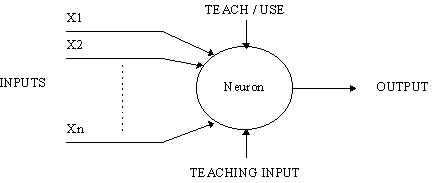 TEACH / USE
X1
X2
INPUTS
Neuron
OUTPUT
Xn
TEACHING INPUT